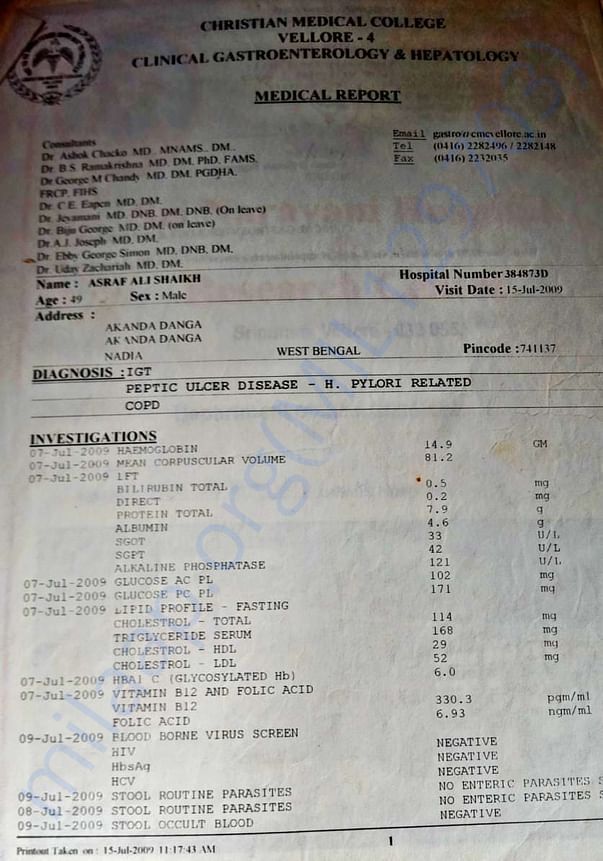 CHRISTIAN MEDICAL COLLEGE
VELLORE - 4
CLINICAL GASTROENTEROLOGY & HEPATOLOGY
MEDICAL REPORT
Consultants
Dr. Ashok Chacko MD, MNAMS., DM.,
Dr. B.S. Ramakrishna MD, DM, PhD, FAMS,
Dr George M Chandy MD, DM, PGDHA,
FRCP, FIHS
Dr. C.E. Eapen MD, DM,
Dr. Jeyamani MD, DNB, DM, DNB, (On leave)
Dr. Biju George MD, DM, (on leave)
Dr A.J. Joseph MD, DM,
Dr. Ebby George Simon MD, DNB, DM,
Dr. Uday Zachariah MD, DM,
Email gastro@cmcvellore.ac.in
Tel (0416) 2282496 / 2282148
Fax (0416) 2232035
Name : ASRAF ALI SHAIKH Hospital Number 384873D
Age : 49 Sex : Male Visit Date : 15-Jul-2009
Address :
AKANDA DANGA
AKANDA DANGA
NADIA WEST BENGAL Pincode : 741137
DIAGNOSIS : IGT
PEPTIC ULCER DISEASE - H. PYLORI RELATED
COPD
INVESTIGATIONS
07-Jul-2009 HAEMOGLOBIN 14.9 GM
07-Jul-2009 MEAN CORPUSCULAR VOLUME 81.2
07-Jul-2009 LFT
BILIRUBIN TOTAL 0.5 mg
DIRECT 0.2 mg
PROTEIN TOTAL 7.9 g
ALBUMIN 4.6 g
SGOT 33 U/L
SGPT 42 U/L
ALKALINE PHOSPHATASE 121 U/L
07-Jul-2009 GLUCOSE AC PL 102 mg
07-Jul-2009 GLUCOSE PC PL 171 mg
07-Jul-2009 LIPID PROFILE - FASTING
CHOLESTROL - TOTAL 114 mg
TRIGLYCERIDE SERUM 168 mg
CHOLESTROL - HDL 29 mg
CHOLESTROL - LDL 52 mg
07-Jul-2009 HBA1 C (GLYCOSYLATED Hb) 6.0
07-Jul-2009 VITAMIN B12 AND FOLIC ACID
VITAMIN B12 330.3 pgm/ml
FOLIC ACID 6.93 ngm/ml
09-Jul-2009 BLOOD BORNE VIRUS SCREEN
HIV NEGATIVE
HbsAg NEGATIVE
HCV NEGATIVE
09-Jul-2009 STOOL ROUTINE PARASITES NO ENTERIC PARASITES S
08-Jul-2009 STOOL ROUTINE PARASITES NO ENTERIC PARASITES S
09-Jul-2009 STOOL OCCULT BLOOD NEGATIVE
Printout Taken on : 15-Jul-2009 11:17:43 AM 1